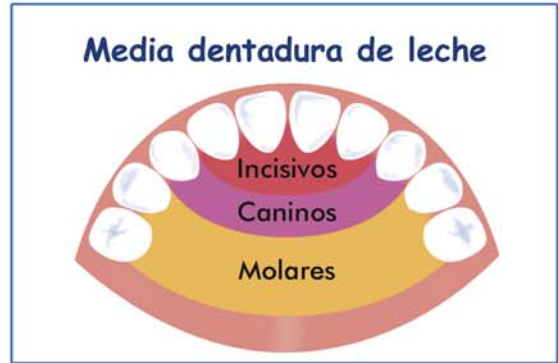 Media dentadura de leche
Incisivos
Caninos
Molares